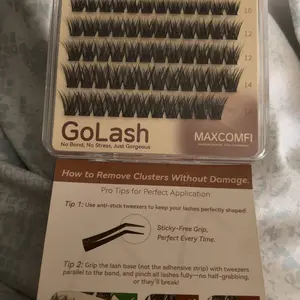 10
12
12
14
14
GoLash
No Bond, No Stress, Just Gorgeous
MAXCOMFI
How to Remove Clusters Without Damage.
Pro Tips for Perfect Application
Tip 1: Use anti-stick tweezers to keep your lashes perfectly shaped!
Sticky-Free Grip,
Perfect Every Time.
Tip 2: Grip the lash base (not the adhesive strip) with tweezers
parallel to the band, and pinch all lashes fully—no half-grabbing,
or they'll break!